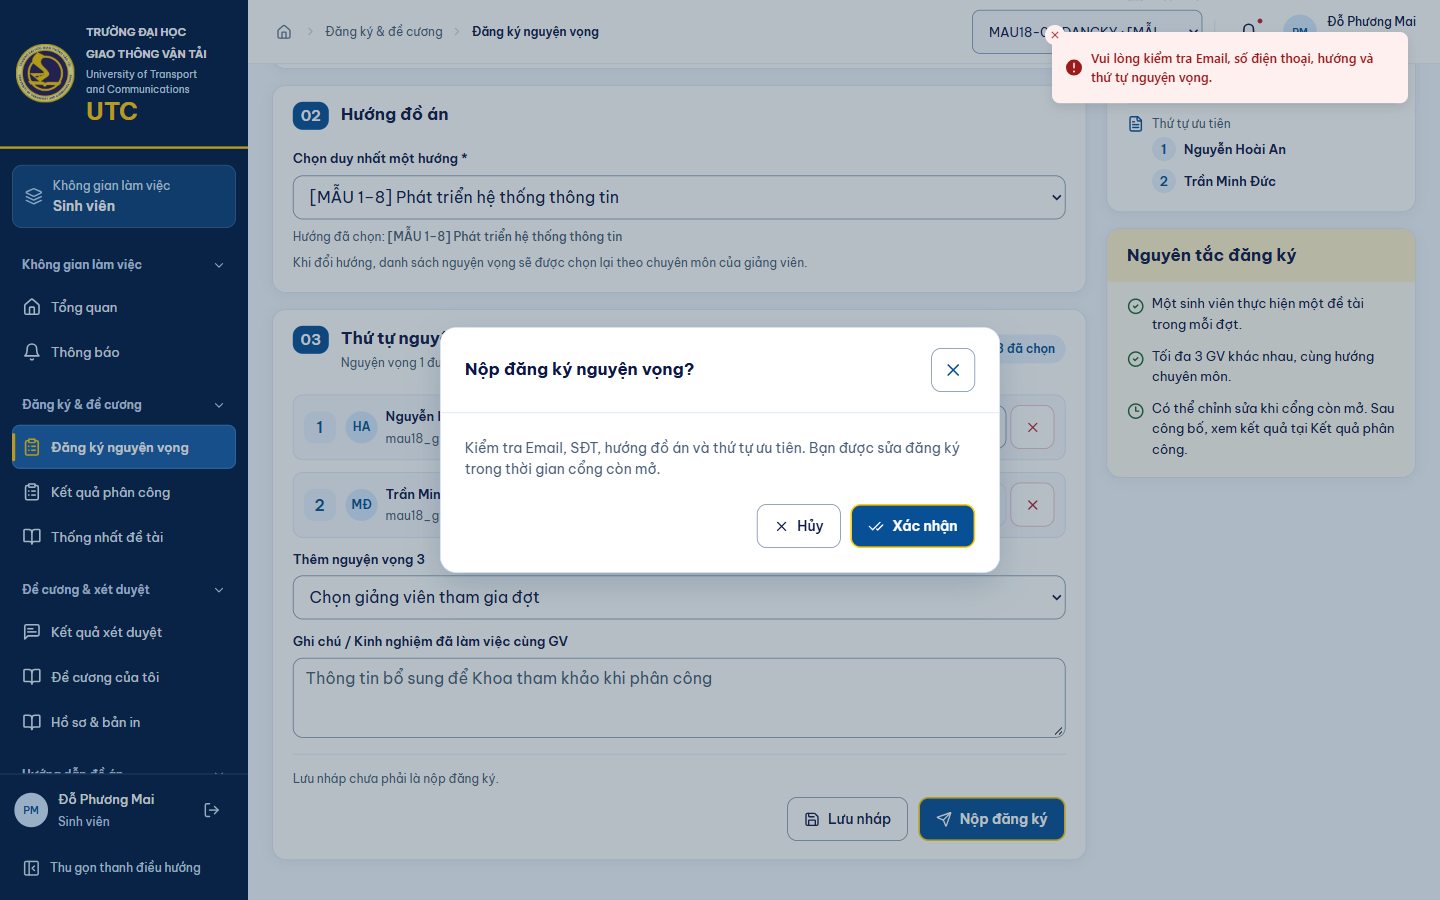 TRƯỜNG ĐẠI HỌC
GIAO THÔNG VẬN TẢI
University of Transport
and Communications
UTC
Không gian làm việc
Sinh viên
Không gian làm việc
Tổng quan
Thông báo
Đăng ký & đề cương
Đăng ký nguyện vọng
Kết quả phân công
Thống nhất đề tài
Đề cương & xét duyệt
Kết quả xét duyệt
Đề cương của tôi
Hồ sơ & bản in
Hướng dẫn đồ án
PM
Đỗ Phương Mai
Sinh viên
Thu gọn thanh điều hướng
Đăng ký & đề cương
Đăng ký nguyện vọng
Đỗ Phương Mai
PM
Vui lòng kiểm tra Email, số điện thoại, hướng và
thứ tự nguyện vọng.
02
Hướng đồ án
Chọn duy nhất một hướng *
[MẪU 1-8] Phát triển hệ thống thông tin
Hướng đã chọn: [MẪU 1-8] Phát triển hệ thống thông tin
Khi đổi hướng, danh sách nguyện vọng sẽ được chọn lại theo chuyên môn của giảng viên.
03
Thứ tự
Nguyện vọng 1
đã chọn
1
HA
Nguyễn
2
MĐ
Trần
Thêm nguyện vọng 3
Chọn giảng viên tham gia đợt
Ghi chú / Kinh nghiệm đã làm việc cùng GV
Thông tin bổ sung để Khoa tham khảo khi phân công
Lưu nháp chưa phải là nộp đăng ký.
Lưu nháp
Nộp đăng ký
Nộp đăng ký nguyện vọng?
Kiểm tra Email, SĐT, hướng đồ án và thứ tự ưu tiên. Bạn được sửa đăng ký
trong thời gian cổng còn mở.
Hủy
Xác nhận
Thứ tự ưu tiên
1
Nguyễn Hoài An
2
Trần Minh Đức
Nguyên tắc đăng ký
Một sinh viên thực hiện một đề tài
trong mỗi đợt.
Tối đa 3 GV khác nhau, cùng hướng
chuyên môn.
Có thể chỉnh sửa khi cổng còn mở. Sau
công bố, xem kết quả tại Kết quả phân
công.